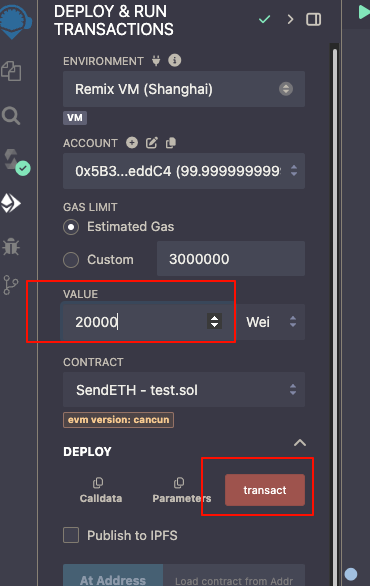 DEPLOY & RUN
TRANSACTIONS
ENVIRONMENT
Remix VM (Shanghai)
VM
ACCOUNT
0x5B3...eddC4 (99.9999999999
GAS LIMIT
Estimated Gas
Custom 3000000
VALUE
20000 Wei
CONTRACT
SendETH - test.sol
evm version: cancun
DEPLOY
Calldata Parameters transact
Publish to IPFS
At Address Load contract from Addr